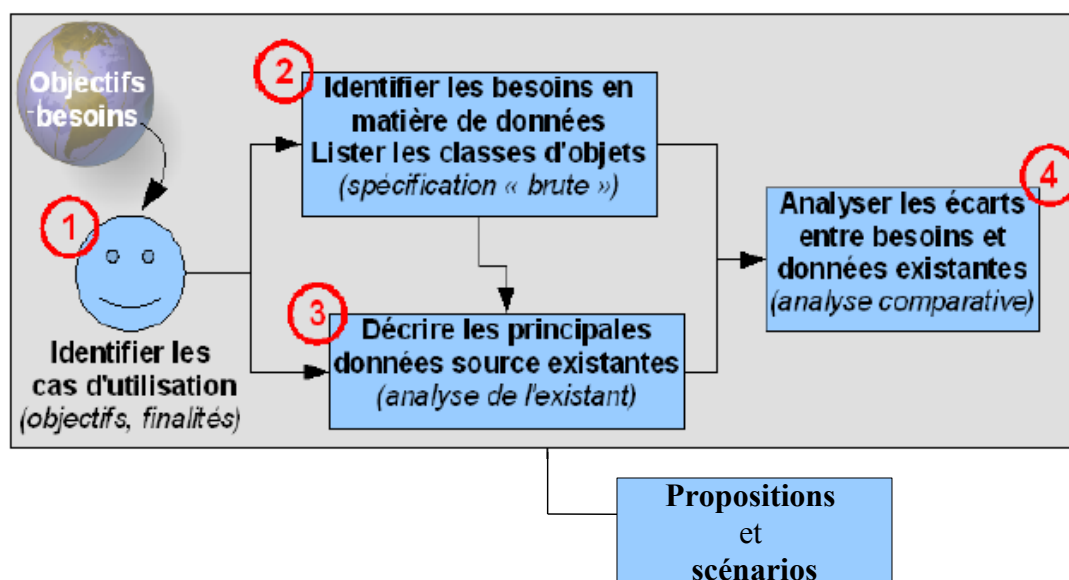 Objectifs
besoins
1
Identifier les
cas d'utilisation
(objectifs, finalités)
2
Identifier les besoins en
matière de données
Lister les classes d'objets
(spécification « brute »)
3
Décrire les principales
données source existantes
(analyse de l'existant)
4
Analyser les écarts
entre besoins et
données existantes
(analyse comparative)
Propositions
et
scénarios